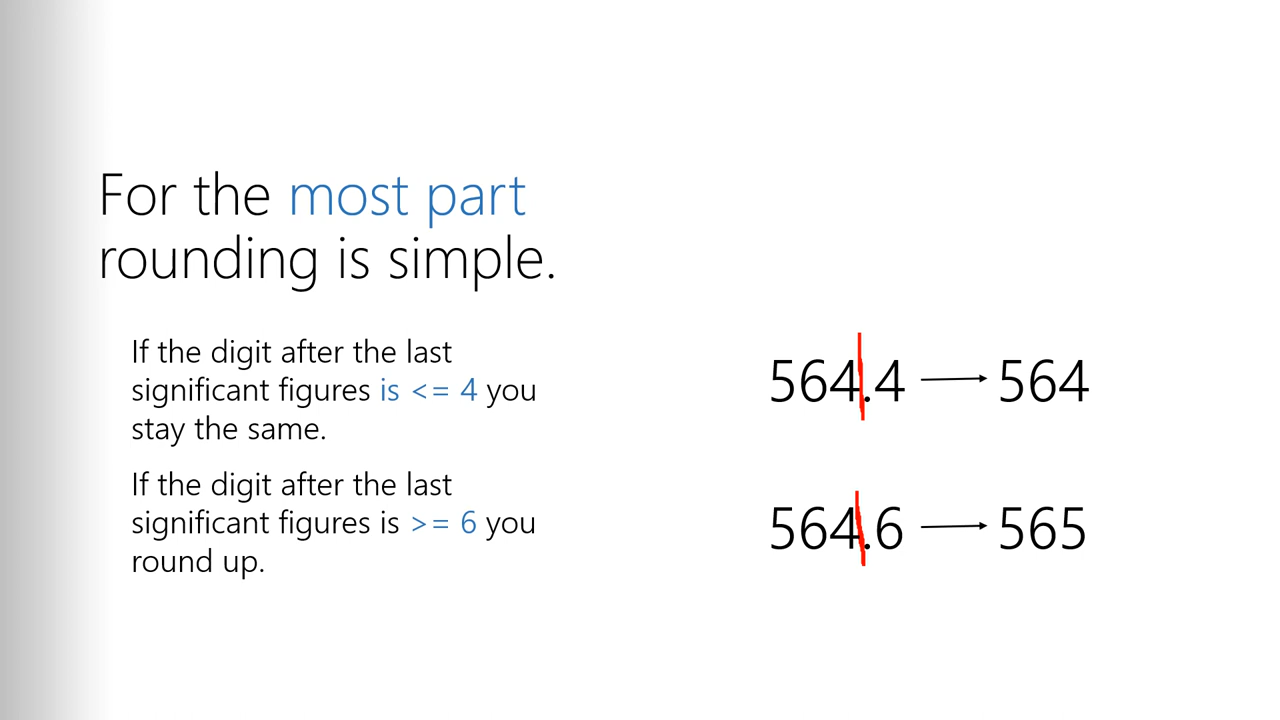 For the most part
rounding is simple.
If the digit after the last
significant figures is <= 4 you
stay the same.
If the digit after the last
significant figures is >= 6 you
round up.
564.4 → 564
564.6 → 565